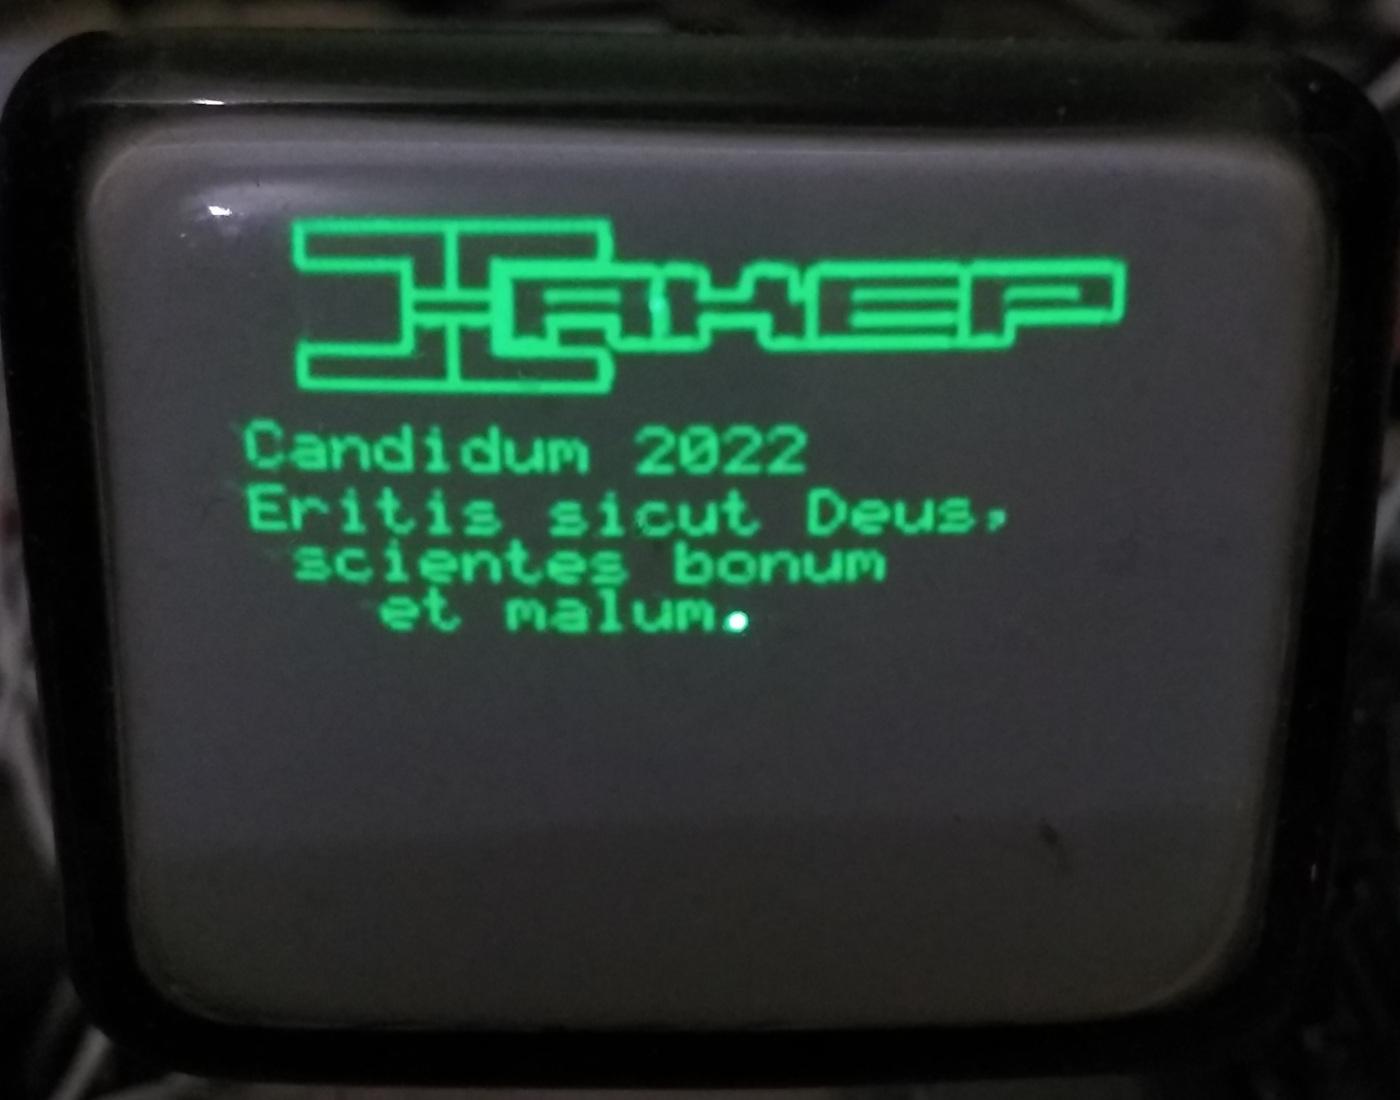 Хакер
Candidum 2022
Eritis sicut Deus,
scientes bonum
et malum.